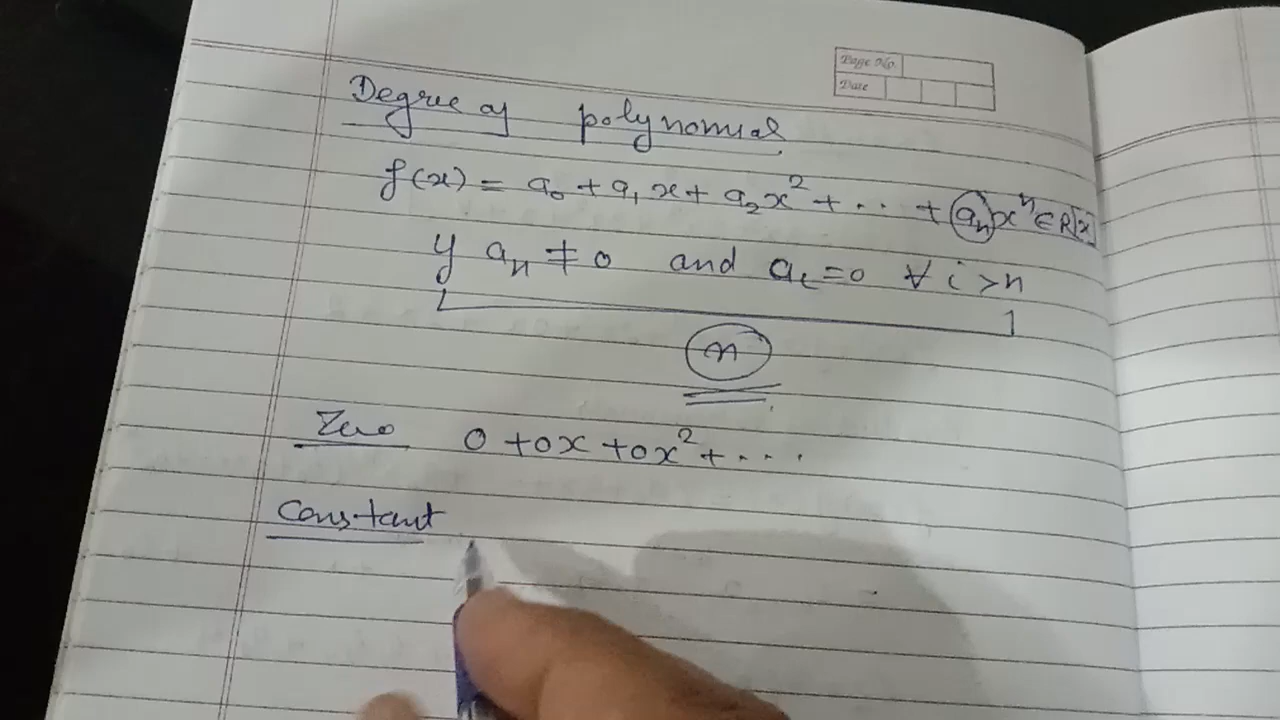 Page No.
Date
Degree of polynomial
f(x) = a₀ + a₁x + a₂x² + ... + aₙxⁿ ∈ R[x]
if aₙ ≠ 0 and aᵢ = 0 ∀ i > n
n
Zero 0 + 0x + 0x² + ...
Constant